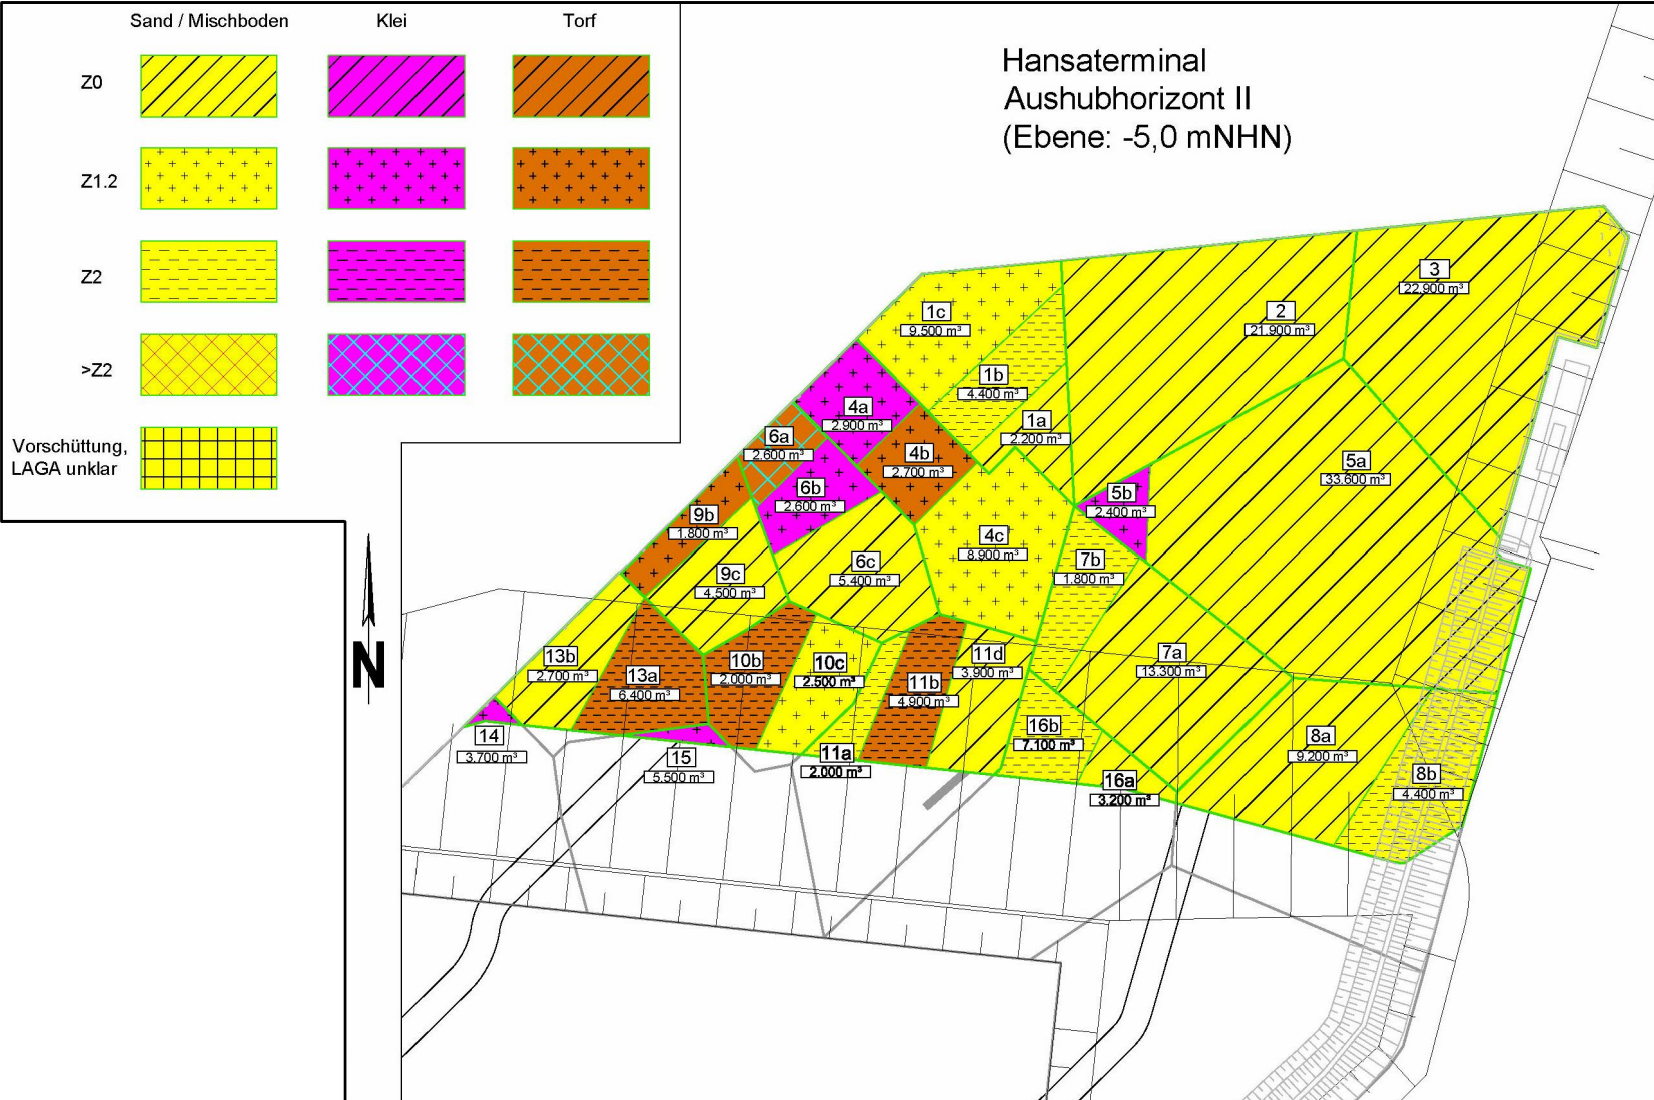 Sand / Mischboden Klei Torf
Z0
Z1.2
Z2
>Z2
Vorschüttung,
LAGA unklar
Hansaterminal
Aushubhorizont II
(Ebene: -5,0 mNHN)
N
3
22.900 m³
2
21.900 m³
1c
9.500 m³
1b
4.400 m³
1a
2.200 m³
4a
2.900 m³
4b
2.700 m³
6a
2.600 m³
6b
2.600 m³
5a
33.600 m³
5b
2.400 m³
9b
1.800 m³
4c
8.900 m³
7b
1.800 m³
6c
5.400 m³
9c
4.500 m³
13b
2.700 m³
13a
6.400 m³
10b
2.000 m³
10c
2.500 m³
11d
3.900 m³
11b
4.900 m³
7a
13.300 m³
14
3.700 m³
15
5.500 m³
11a
2.000 m³
16b
7.100 m³
16a
3.200 m³
8a
9.200 m³
8b
4.400 m³